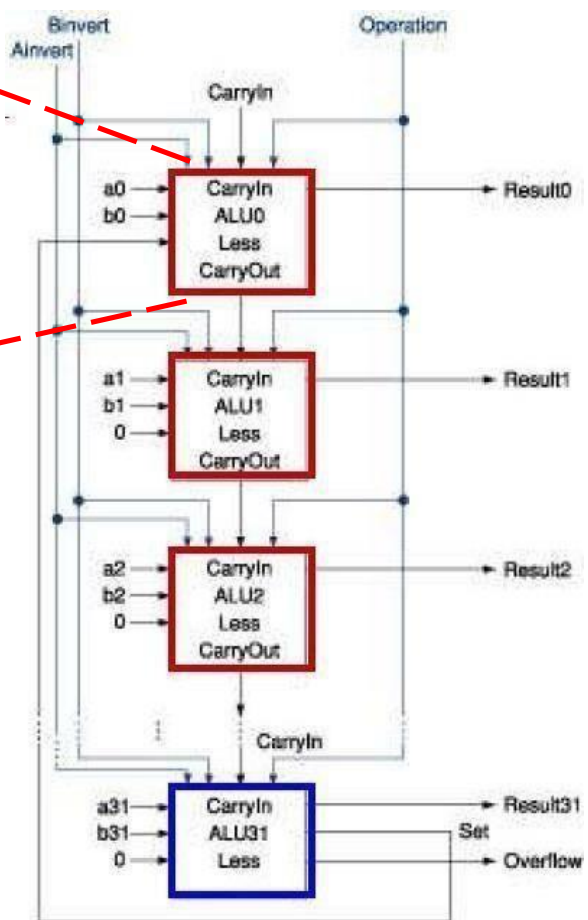 Binvert
Operation
Ainvert
CarryIn
a0
CarryIn
Result0
b0
ALU0
Less
CarryOut
a1
CarryIn
Result1
b1
ALU1
0
Less
CarryOut
a2
CarryIn
Result2
b2
ALU2
0
Less
CarryOut
CarryIn
a31
CarryIn
Result31
b31
ALU31
Set
0
Less
Overflow